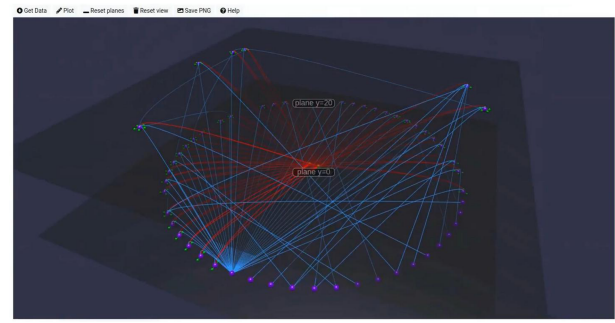 Get Data Plot Reset planes Reset view Save PNG Help
plane y=20
plane y=0